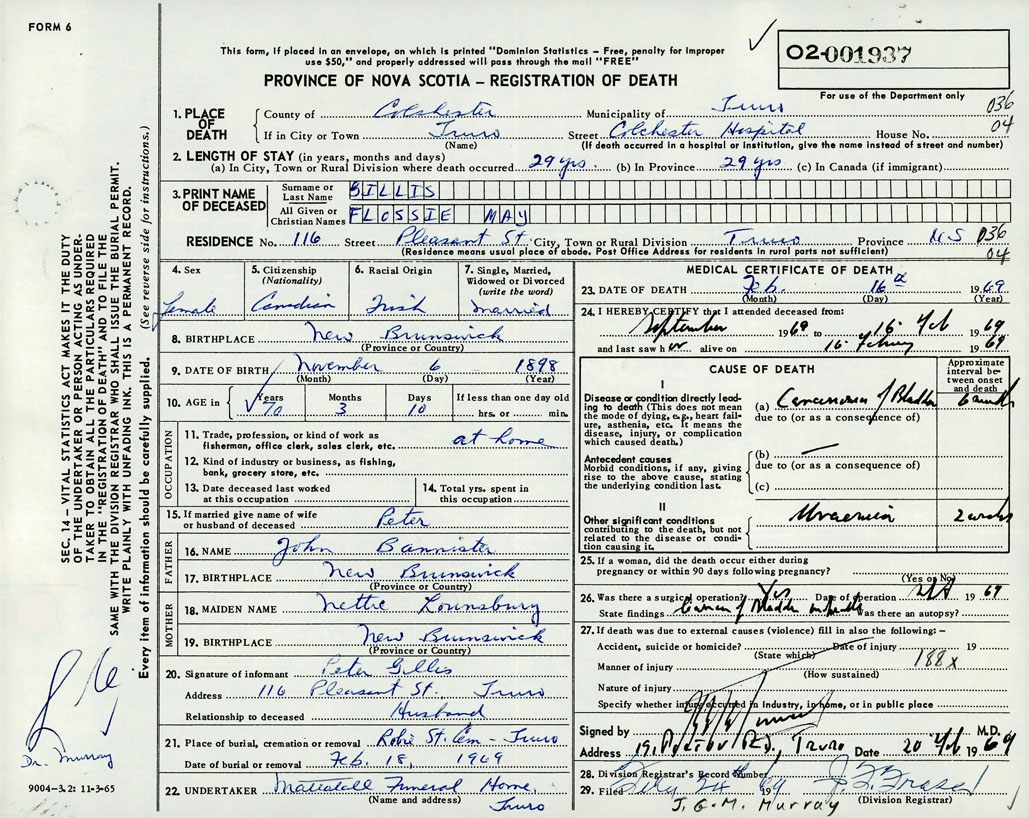 FORM 6
This form, if placed in an envelope, on which is printed "Dominion Statistics – Free, penalty for improper
use $50," and properly addressed will pass through the mail "FREE"
PROVINCE OF NOVA SCOTIA – REGISTRATION OF DEATH
02-001937
For use of the Department only
036
04
1. PLACE OF DEATH County of Colchester Municipality of Truro
If in City or Town Truro Street Colchester Hospital House No.
(Name) (If death occurred in a hospital or institution, give the name instead of street and number)
2. LENGTH OF STAY (in years, months and days)
(a) In City, Town or Rural Division where death occurred 29 yrs. (b) In Province 29 yrs (c) In Canada (if immigrant)
3. PRINT NAME OF DECEASED Surname or Last Name GILLIS
All Given or Christian Names FLOSSIE MAY
RESIDENCE No. 116 Street Pleasant St. City, Town or Rural Division Truro Province N.S 036
(Residence means usual place of abode. Post Office Address for residents in rural parts not sufficient) 04
4. Sex female
5. Citizenship (Nationality) Canadian
6. Racial Origin Irish
7. Single, Married, Widowed or Divorced (write the word) married
8. BIRTHPLACE New Brunswick
(Province or Country)
9. DATE OF BIRTH November 6 1898
(Month) (Day) (Year)
10. AGE in Years 70 Months 3 Days 10 If less than one day old hrs. or min.
OCCUPATION
11. Trade, profession, or kind of work as fisherman, office clerk, sales clerk, etc. at home
12. Kind of industry or business, as fishing, bank, grocery store, etc.
13. Date deceased last worked at this occupation
14. Total yrs. spent in this occupation
15. If married give name of wife or husband of deceased Peter
FATHER
16. NAME John Bannister
17. BIRTHPLACE New Brunswick
(Province or Country)
MOTHER
18. MAIDEN NAME Nettie Lounsbury
19. BIRTHPLACE New Brunswick
(Province or Country)
20. Signature of informant Peter Gillis
Address 116 Pleasant St. Truro
Relationship to deceased Husband
21. Place of burial, cremation or removal Robie St. Cem - Truro
Date of burial or removal Feb. 18, 1969
22. UNDERTAKER Mattatall Funeral Home,
(Name and address) Truro
MEDICAL CERTIFICATE OF DEATH
23. DATE OF DEATH Feb. 16th 1969
(Month) (Day) (Year)
24. I HEREBY CERTIFY that I attended deceased from:
September 1969 to 16 Feb 1969
and last saw her alive on 16 1969
CAUSE OF DEATH
Approximate interval between onset and death
I
Disease or condition directly leading to death (This does not mean the mode of dying, e.g., heart failure, asthenia, etc. It means the disease, injury, or complication which caused death.)
(a) Carcinoma of Bladder 6 months
due to (or as a consequence of)
Antecedent causes
Morbid conditions, if any, giving rise to the above cause, stating the underlying condition last.
(b)
due to (or as a consequence of)
(c)
II
Other significant conditions contributing to the death, but not related to the disease or condition causing it.
Uraemia 2 weeks
25. If a woman, did the death occur either during pregnancy or within 90 days following pregnancy?
(Yes or No)
26. Was there a surgical operation? Yes Date of operation 1969
State findings Cancer of Bladder Was there an autopsy?
27. If death was due to external causes (violence) fill in also the following: –
Accident, suicide or homicide? Date of injury 19
(State which)
Manner of injury 188x
(How sustained)
Nature of injury
Specify whether injury occurred in Industry, in home, or in public place
Signed by M.D.
Address Truro Date 20 Feb 1969
28. Division Registrar's Record Number
29. Filed Feby 24 1969
J.G.M. Murray
(Division Registrar)
SEC. 14 – VITAL STATISTICS ACT MAKES IT THE DUTY
OF THE UNDERTAKER OR PERSON ACTING AS UNDER-
TAKER TO OBTAIN ALL THE PARTICULARS REQUIRED
IN THE "REGISTRATION OF DEATH" AND TO FILE THE
SAME WITH THE DIVISION REGISTRAR WHO SHALL ISSUE THE BURIAL PERMIT.
WRITE PLAINLY WITH UNFADING INK. THIS IS A PERMANENT RECORD.
Every item of information should be carefully supplied. (See reverse side for instructions.)
Dr. Murray
9004–3.2: 11-3-65